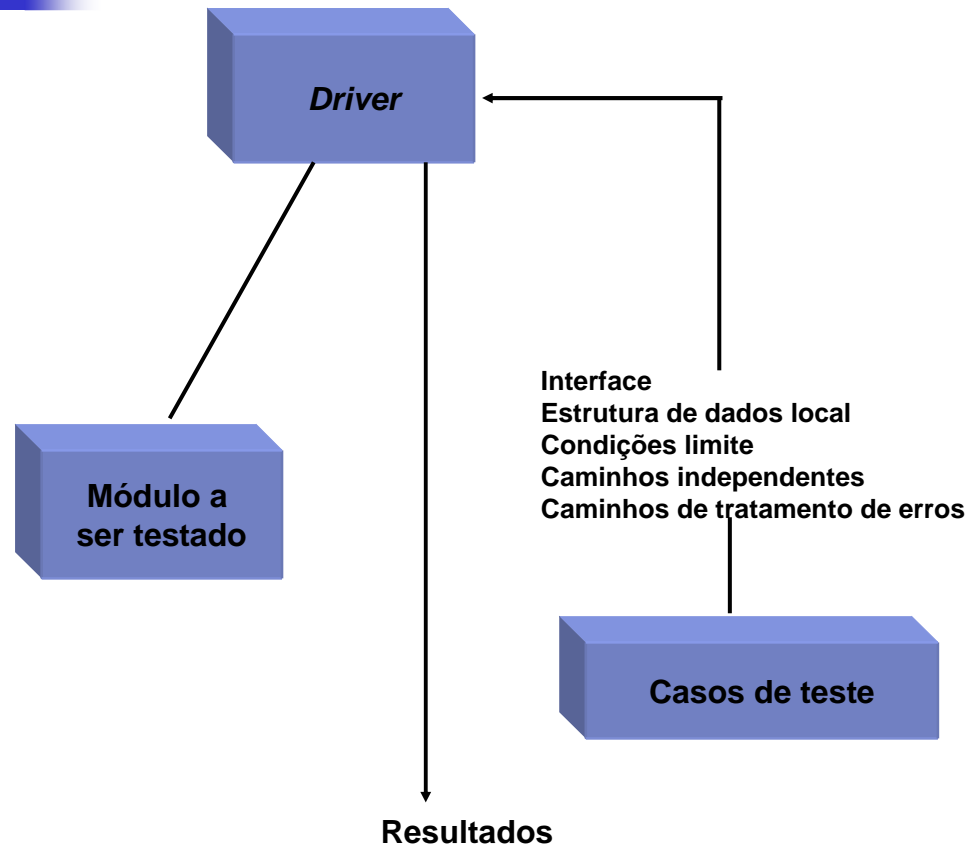 Driver
Interface
Estrutura de dados local
Condições limite
Caminhos independentes
Caminhos de tratamento de erros
Módulo a
ser testado
Casos de teste
Resultados